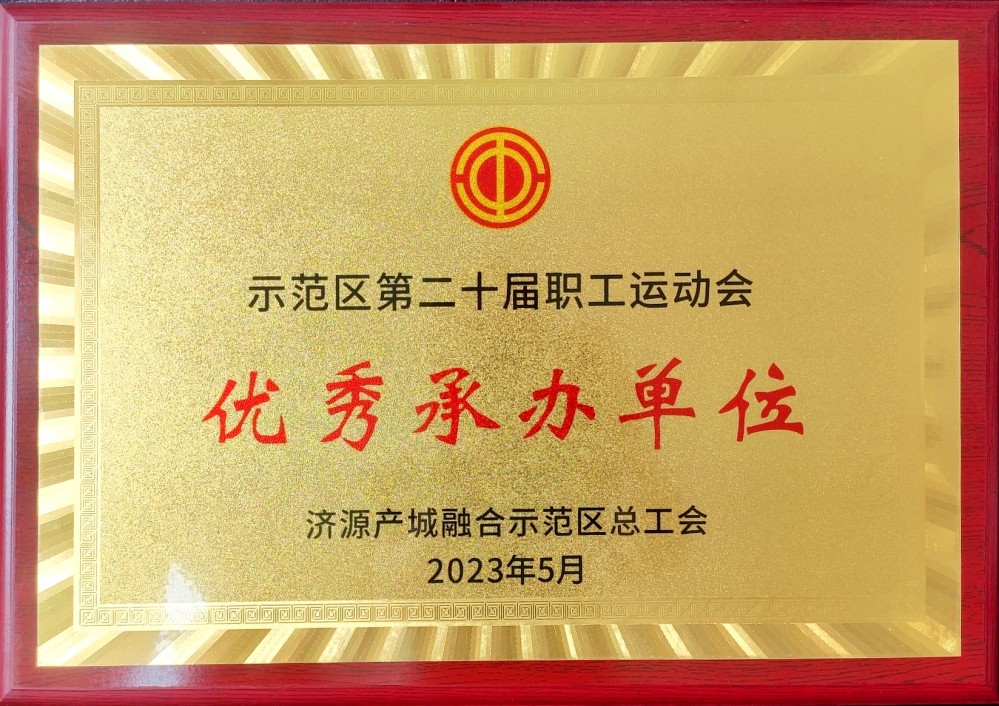 示范区第二十届职工运动会
优秀承办单位
济源产城融合示范区总工会
2023年5月